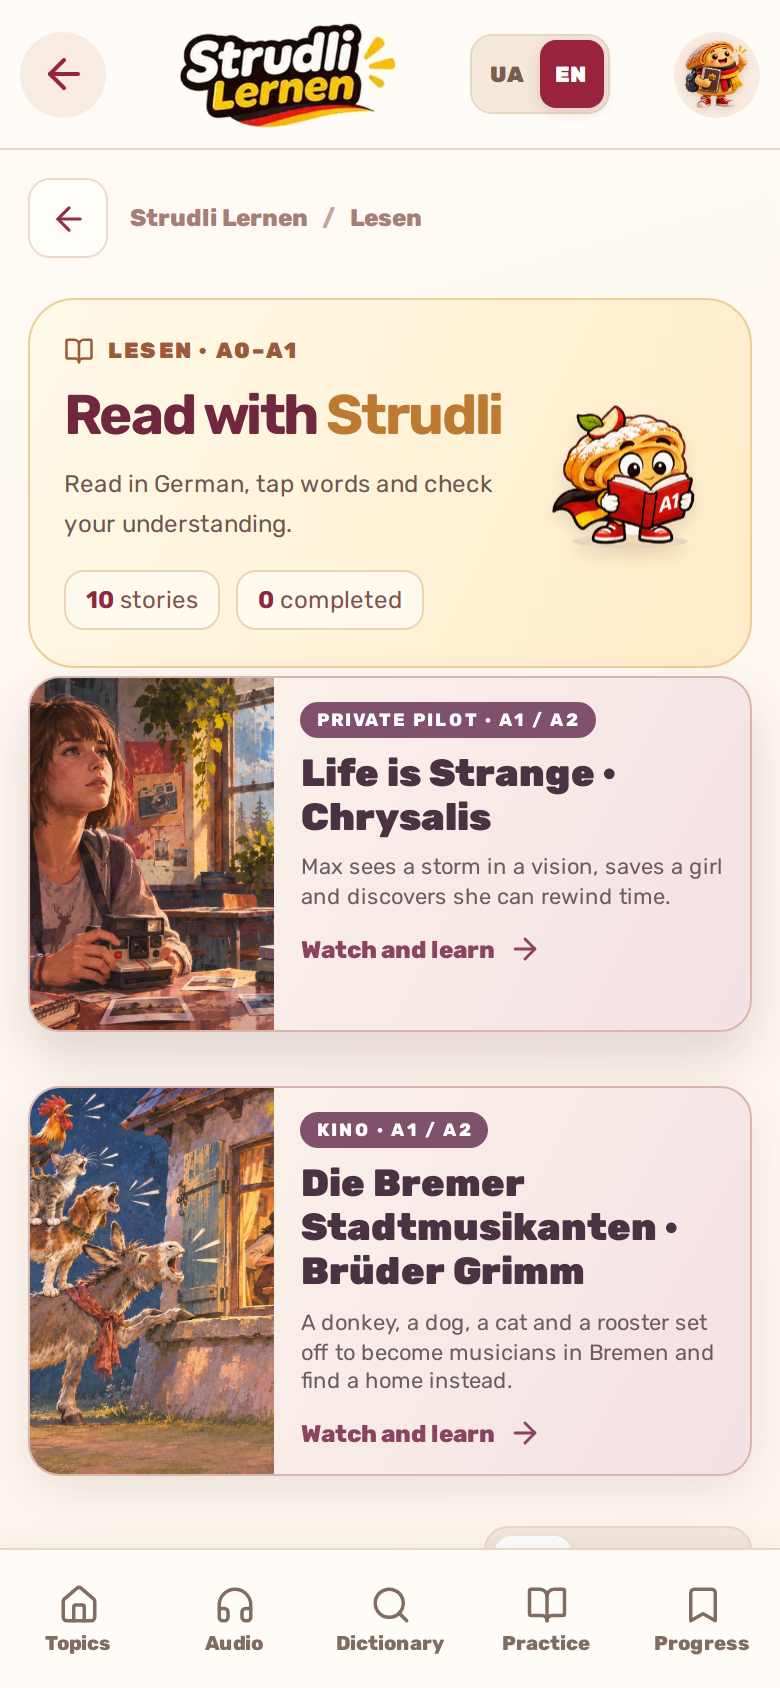 Strudli
Lernen
UA
EN
Strudli Lernen / Lesen
LESEN • A0–A1
Read with Strudli
Read in German, tap words and check
your understanding.
A1
10 stories
0 completed
PRIVATE PILOT • A1 / A2
Life is Strange •
Chrysalis
Max sees a storm in a vision, saves a girl
and discovers she can rewind time.
Watch and learn
KINO • A1 / A2
Die Bremer
Stadtmusikanten •
Brüder Grimm
A donkey, a dog, a cat and a rooster set
off to become musicians in Bremen and
find a home instead.
Watch and learn
Topics
Audio
Dictionary
Practice
Progress